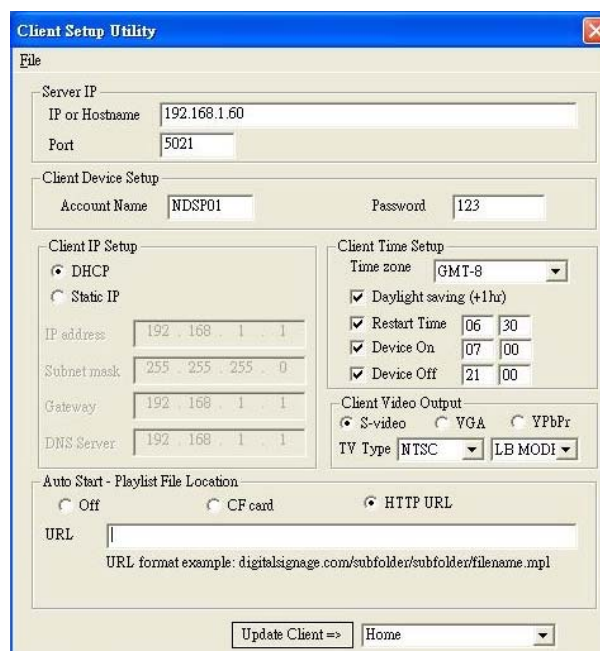 Client Setup Utility
File
Server IP
IP or Hostname 192.168.1.60
Port 5021
Client Device Setup
Account Name NDSP01 Password 123
Client IP Setup
DHCP
Static IP
IP address 192 . 168 . 1 . 1
Subnet mask 255 . 255 . 255 . 0
Gateway 192 . 168 . 1 . 1
DNS Server 192 . 168 . 1 . 1
Client Time Setup
Time zone GMT-8
Daylight saving (+1hr)
Restart Time 06 30
Device On 07 00
Device Off 21 00
Client Video Output
S-video VGA YPbPr
TV Type NTSC LB MODE
Auto Start - Playlist File Location
Off CF card HTTP URL
URL
URL format example: digitalsignage.com/subfolder/subfolder/filename.mpl
Update Client => Home